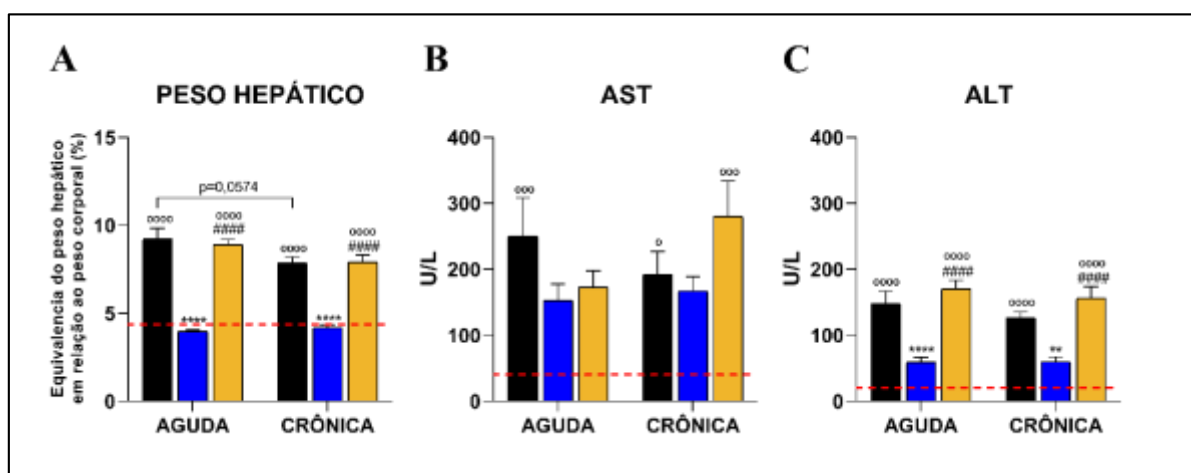 A
PESO HEPÁTICO
Equivalencia do peso hepático
em relação ao peso corporal (%)
15
10
5
0
p=0,0574
oooo
oooo
####
oooo
oooo
####
****
****
AGUDA
CRÔNICA
B
AST
U/L
400
300
200
100
0
ooo
o
ooo
AGUDA
CRÔNICA
C
ALT
U/L
400
300
200
100
0
oooo
oooo
####
oooo
oooo
####
****
**
AGUDA
CRÔNICA